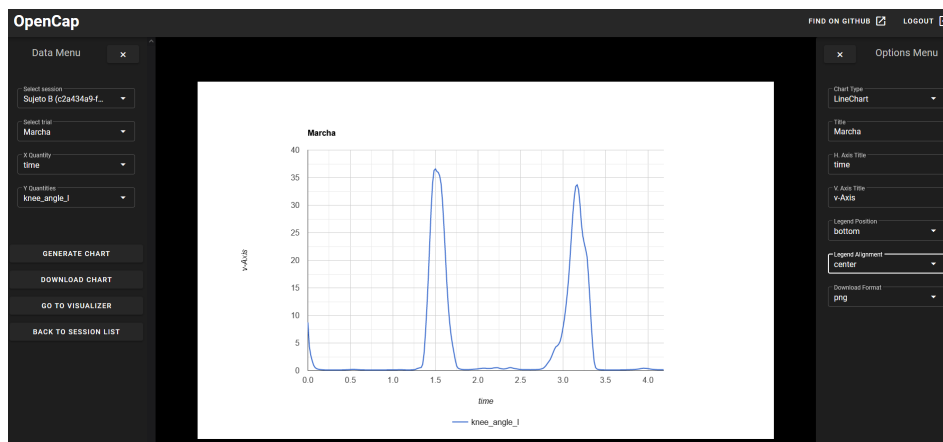 OpenCap
FIND ON GITHUB
LOGOUT
Data Menu
×
Select session
Sujeto B (c2a434a9-f...
Select trial
Marcha
X Quantity
time
Y Quantities
knee_angle_l
GENERATE CHART
DOWNLOAD CHART
GO TO VISUALIZER
BACK TO SESSION LIST
Marcha
40
35
30
25
20
15
10
5
0
v-Axis
0.0 0.5 1.0 1.5 2.0 2.5 3.0 3.5 4.0
time
knee_angle_l
×
Options Menu
Chart Type
LineChart
Title
Marcha
H. Axis Title
time
V. Axis Title
v-Axis
Legend Position
bottom
Legend Alignment
center
Download Format
png